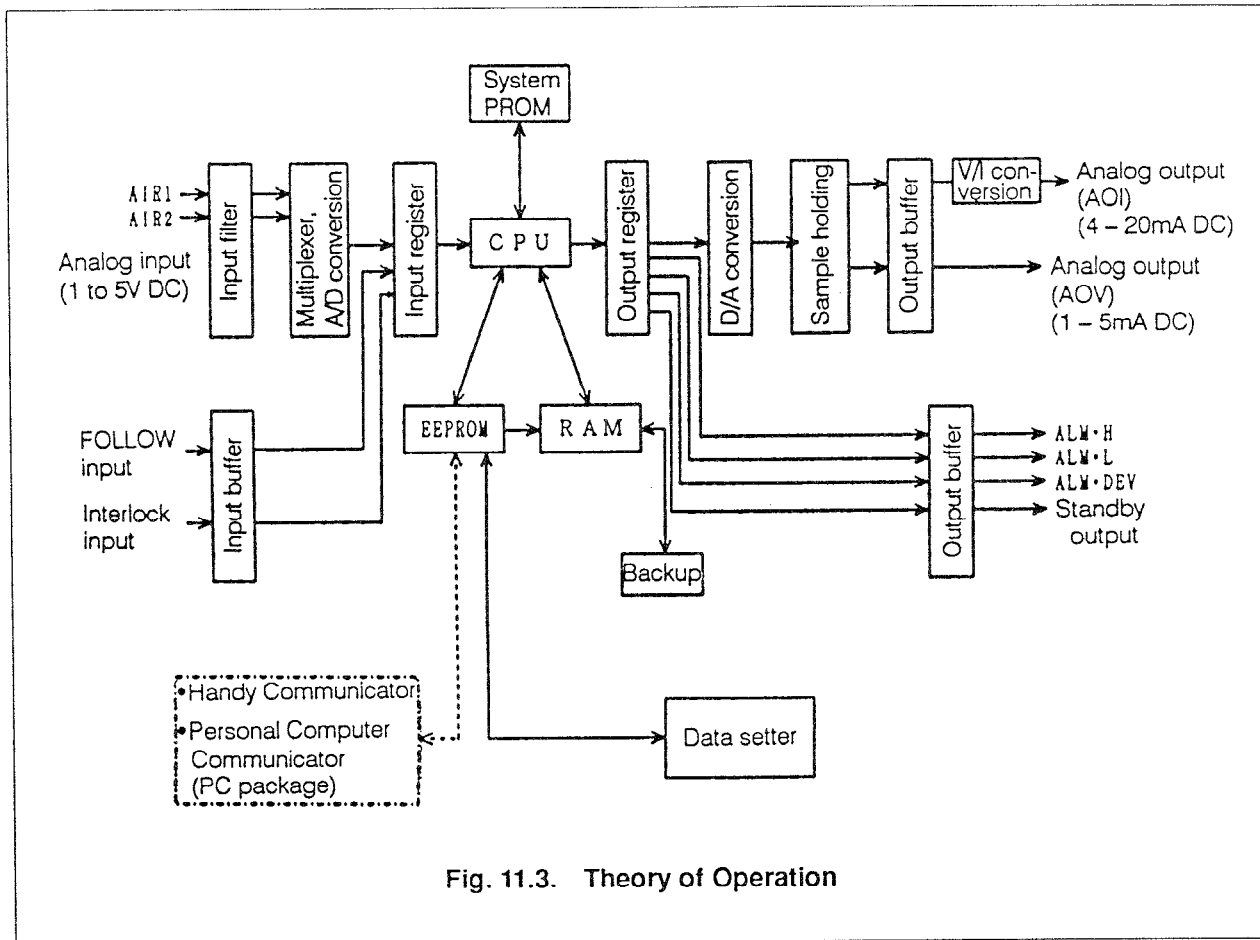 System
PROM
AIR1
AIR2
Analog input
(1 to 5V DC)
Input filter
Multiplexer,
A/D conversion
Input register
CPU
Output register
D/A conversion
Sample holding
Output buffer
V/I con-
version
Analog output
(AOI)
(4 – 20mA DC)
Analog output
(AOV)
(1 – 5mA DC)
FOLLOW
input
Interlock
input
Input buffer
EEPROM
RAM
Backup
Output buffer
ALM·H
ALM·L
ALM·DEV
Standby
output
•Handy Communicator
•Personal Computer
Communicator
(PC package)
Data setter
Fig. 11.3. Theory of Operation